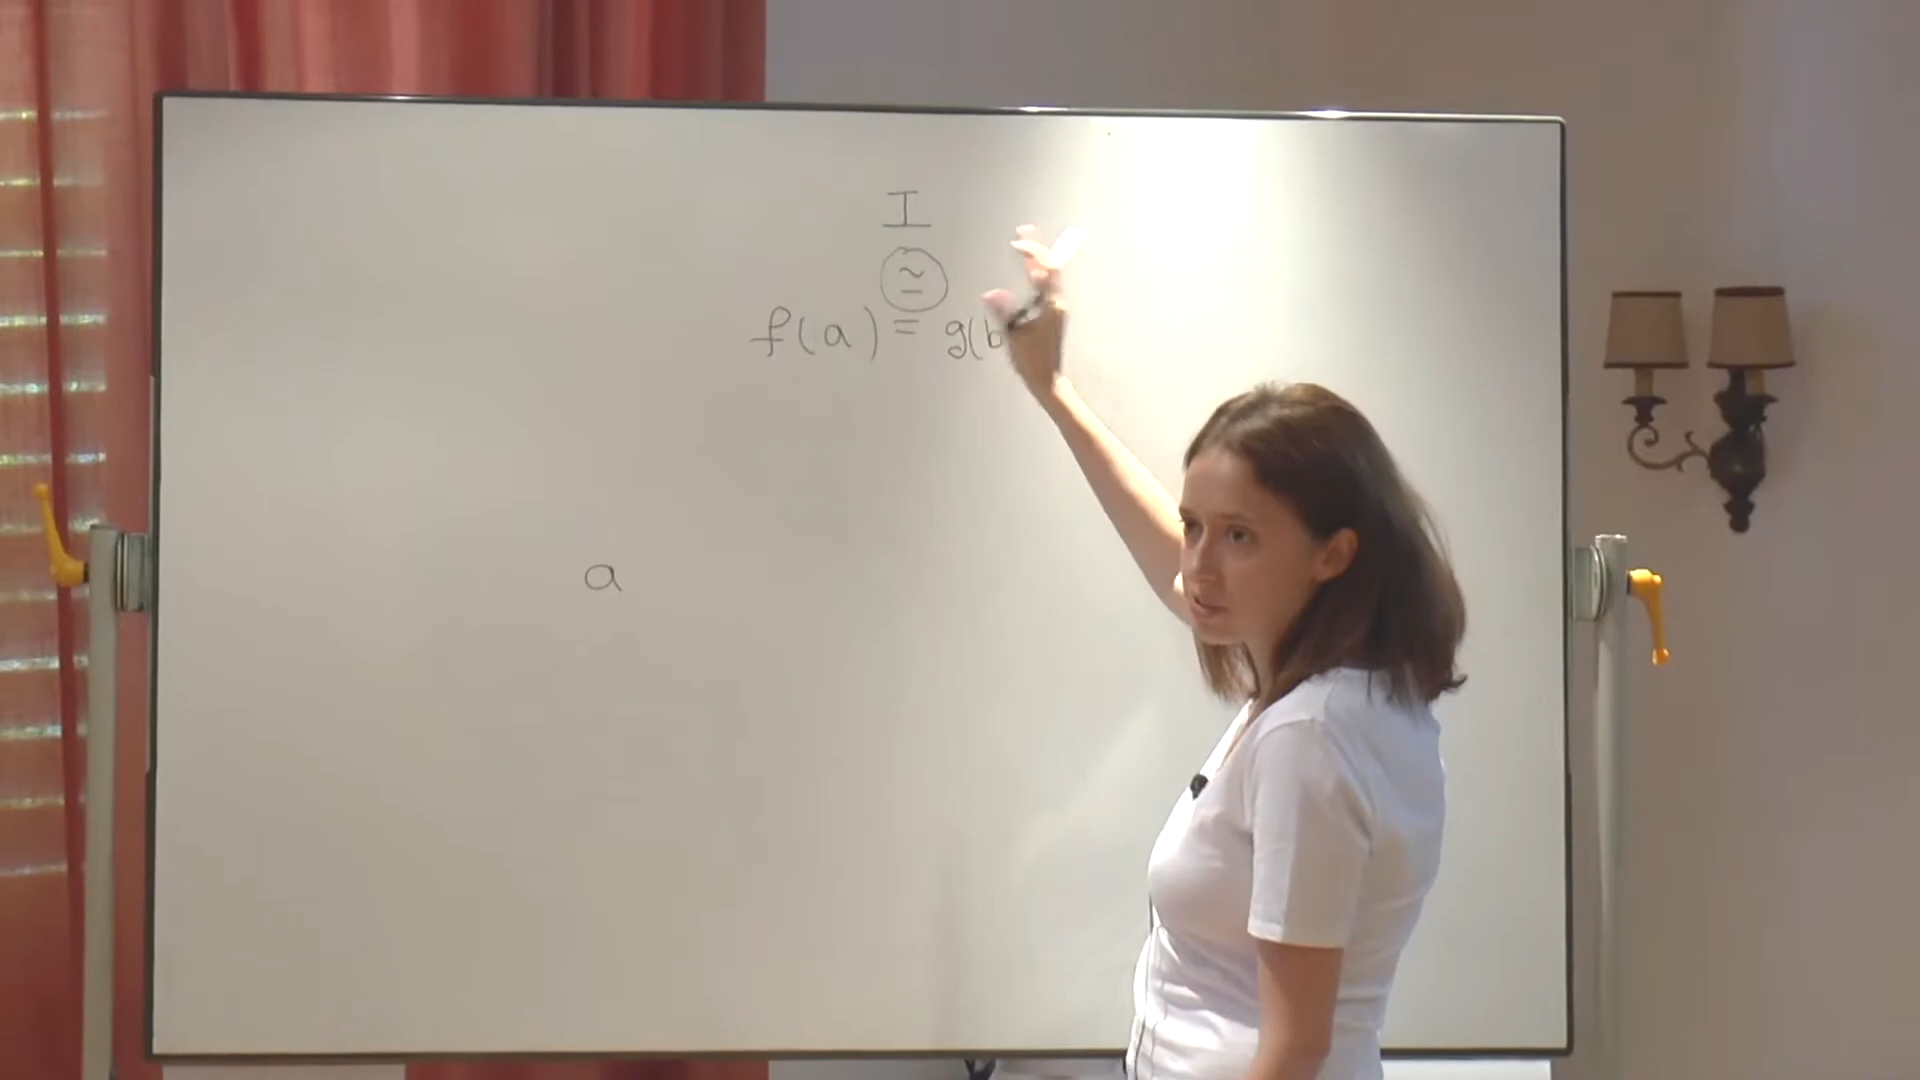 I
≃
f(a) = g(b
a